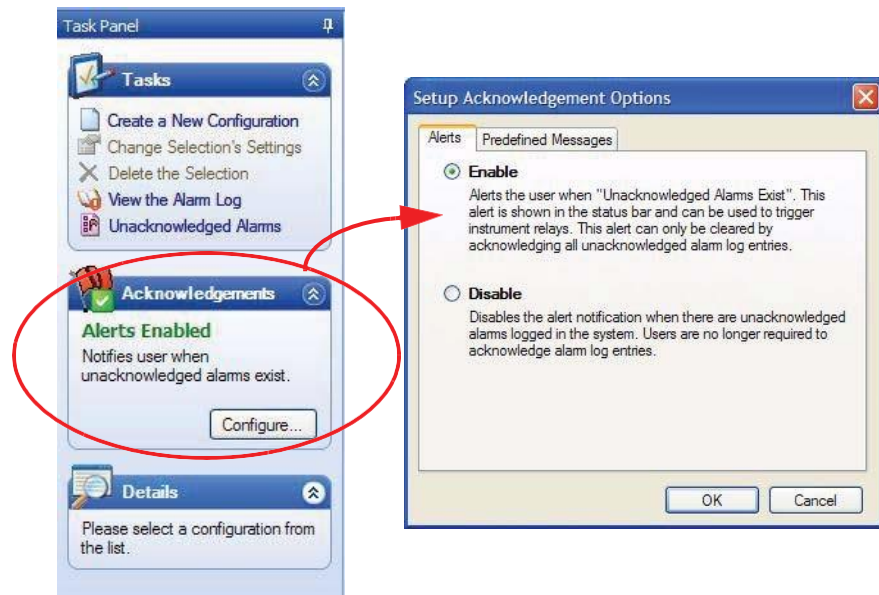 Task Panel
Tasks
Create a New Configuration
Change Selection's Settings
Delete the Selection
View the Alarm Log
Unacknowledged Alarms
Acknowledgements
Alerts Enabled
Notifies user when
unacknowledged alarms exist.
Configure...
Details
Please select a configuration from
the list.
Setup Acknowledgement Options
Alerts
Predefined Messages
Enable
Alerts the user when "Unacknowledged Alarms Exist". This
alert is shown in the status bar and can be used to trigger
instrument relays. This alert can only be cleared by
acknowledging all unacknowledged alarm log entries.
Disable
Disables the alert notification when there are unacknowledged
alarms logged in the system. Users are no longer required to
acknowledge alarm log entries.
OK
Cancel